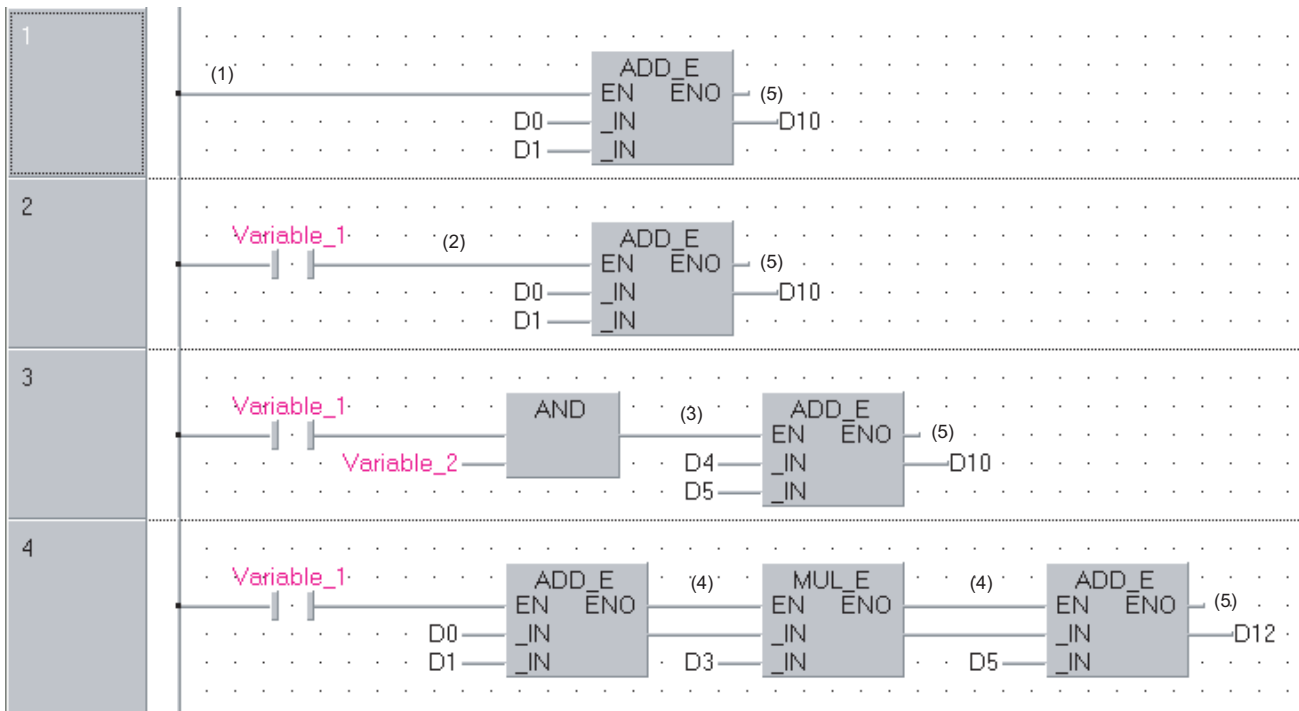 1
(1)
ADD_E
EN ENO (5)
D0 _IN D10
D1 _IN
2
Variable_1 (2) ADD_E
EN ENO (5)
D0 _IN D10
D1 _IN
3
Variable_1 AND (3) ADD_E
EN ENO (5)
Variable_2 D4 _IN D10
D5 _IN
4
Variable_1 ADD_E (4) MUL_E (4) ADD_E
EN ENO EN ENO EN ENO (5)
D0 _IN _IN _IN D12
D1 _IN D3 _IN D5 _IN